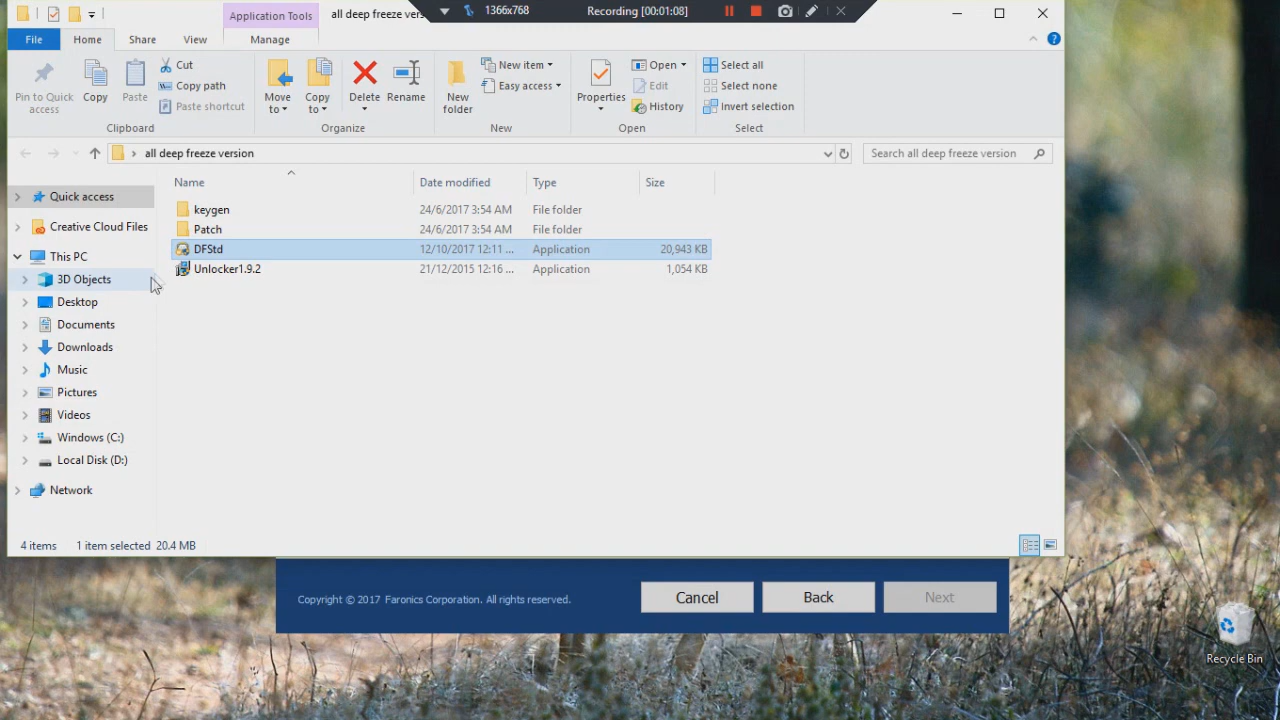 Application Tools
all deep freeze ver
1366x768
Recording [00:01:08]
File
Home
Share
View
Manage
Pin to Quick
access
Copy
Paste
Cut
Copy path
Paste shortcut
Clipboard
Move
to
Copy
to
Delete
Rename
Organize
New
folder
New item
Easy access
New
Properties
Open
Edit
History
Open
Select all
Select none
Invert selection
Select
all deep freeze version
Search all deep freeze version
Name
Date modified
Type
Size
Quick access
Creative Cloud Files
This PC
3D Objects
Desktop
Documents
Downloads
Music
Pictures
Videos
Windows (C:)
Local Disk (D:)
Network
keygen 24/6/2017 3:54 AM File folder
Patch 24/6/2017 3:54 AM File folder
DFStd 12/10/2017 12:11 ... Application 20,943 KB
Unlocker1.9.2 21/12/2015 12:16 ... Application 1,054 KB
4 items 1 item selected 20.4 MB
Copyright © 2017 Faronics Corporation. All rights reserved.
Cancel
Back
Next
Recycle Bin